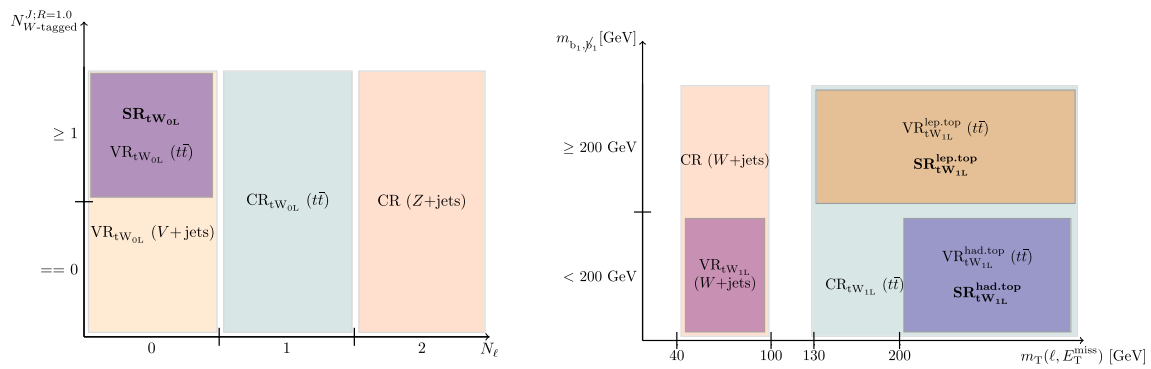 N^{J;R=1.0}_{W-tagged}
SR_{tW_{0L}}
≥ 1
VR_{tW_{0L}} (tt̄)
CR_{tW_{0L}} (tt̄)
CR (Z+jets)
VR_{tW_{0L}} (V+jets)
== 0
0
1
2
N_ℓ
m_{b_1,b̸_1} [GeV]
VR^{lep.top}_{tW_{1L}} (tt̄)
≥ 200 GeV
CR (W+jets)
SR^{lep.top}_{tW_{1L}}
VR^{had.top}_{tW_{1L}} (tt̄)
VR_{tW_{1L}}
(W+jets)
< 200 GeV
CR_{tW_{1L}} (tt̄)
SR^{had.top}_{tW_{1L}}
40
100
130
200
m_T(ℓ, E_T^{miss}) [GeV]